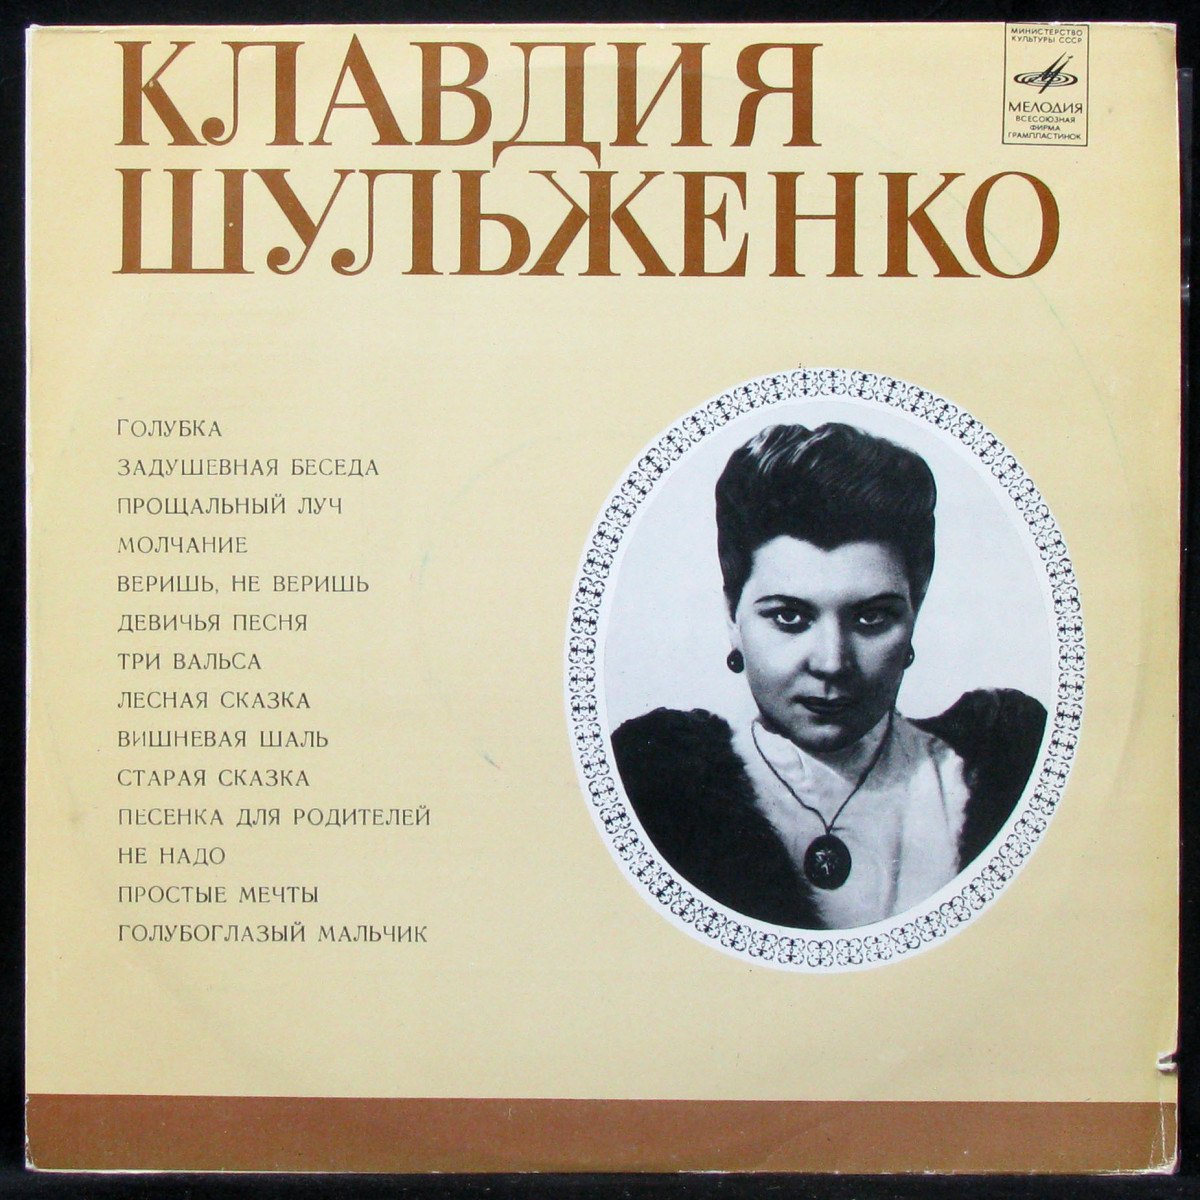 КЛАВДИЯ
ШУЛЬЖЕНКО
МИНИСТЕРСТВО
КУЛЬТУРЫ СССР
МЕЛОДИЯ
ВСЕСОЮЗНАЯ
ФИРМА
ГРАМПЛАСТИНОК
ГОЛУБКА
ЗАДУШЕВНАЯ БЕСЕДА
ПРОЩАЛЬНЫЙ ЛУЧ
МОЛЧАНИЕ
ВЕРИШЬ, НЕ ВЕРИШЬ
ДЕВИЧЬЯ ПЕСНЯ
ТРИ ВАЛЬСА
ЛЕСНАЯ СКАЗКА
ВИШНЕВАЯ ШАЛЬ
СТАРАЯ СКАЗКА
ПЕСЕНКА ДЛЯ РОДИТЕЛЕЙ
НЕ НАДО
ПРОСТЫЕ МЕЧТЫ
ГОЛУБОГЛАЗЫЙ МАЛЬЧИК